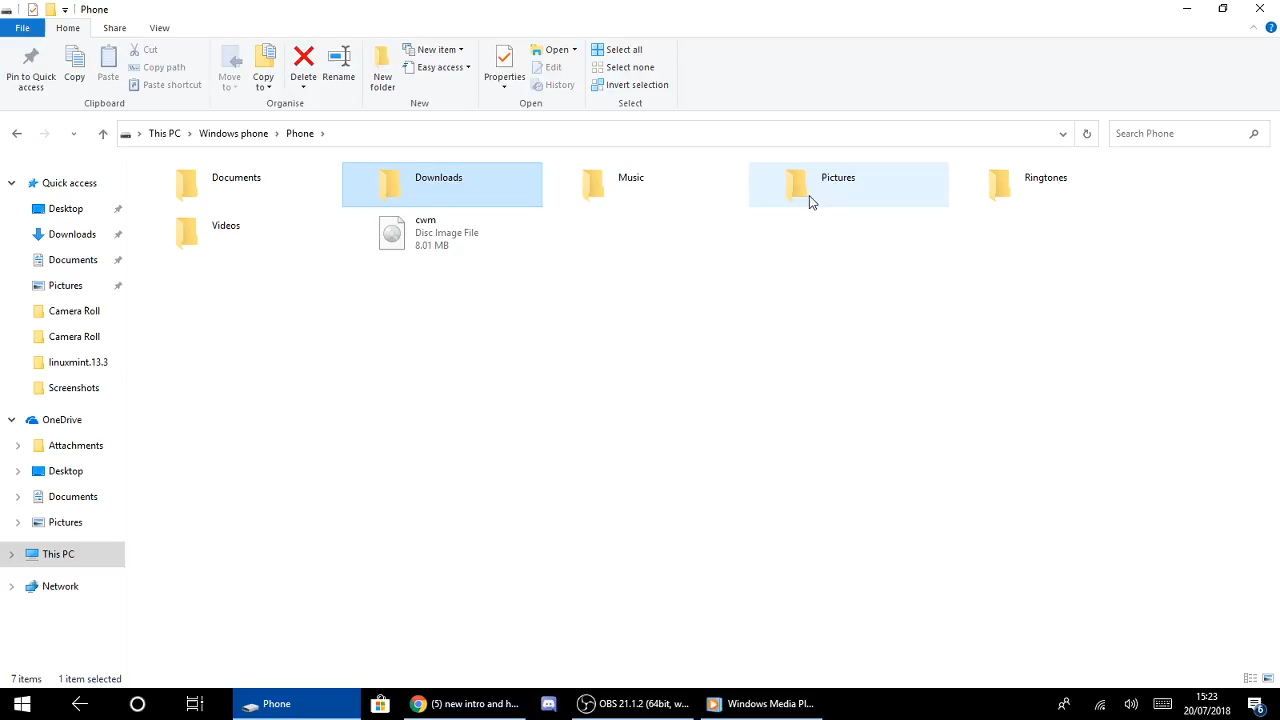 Phone
File Home Share View
Pin to Quick access
Copy
Paste
Cut
Copy path
Paste shortcut
Clipboard
Move to
Copy to
Delete
Rename
Organise
New folder
New item
Easy access
New
Properties
Open
Edit
History
Open
Select all
Select none
Invert selection
Select
This PC > Windows phone > Phone >
Search Phone
Quick access
Desktop
Downloads
Documents
Pictures
Camera Roll
Camera Roll
linuxmint.13.3
Screenshots
OneDrive
Attachments
Desktop
Documents
Pictures
This PC
Network
Documents
Downloads
Music
Pictures
Ringtones
Videos
cwm
Disc Image File
8.01 MB
7 items 1 item selected
Phone
(5) new intro and h...
OBS 21.1.2 (64bit, w...
Windows Media Pl...
15:23
20/07/2018
6